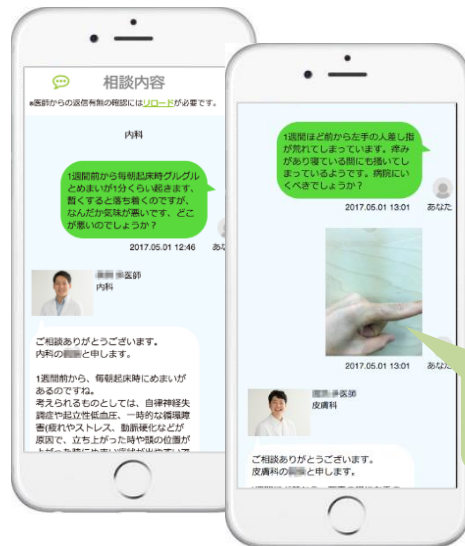 相談内容
※医師からの返信有無の確認にはリロードが必要です。
内科
1週間前から毎朝起床時グルグル
とめまいが1分くらい起きます、
暫くすると落ち着くのですが、
なんだか気味が悪いです、どこ
が悪いのでしょうか？
2017.05.01 12:46
医師
内科
ご相談ありがとうございます。
内科の
と申します。
1週間前から、毎朝起床時にめまいが
あるのですね。
考えられるものとしては、自律神経失
調症や起立性低血圧、一時的な循環障
害(疲れやストレス、動脈硬化などが
原因で、立ち上がった時や頭の位置が
1週間ほど前から左手の人差し指
が荒れてしまっています。痒み
があり寝ている間にも掻いてし
まっているようです。病院にい
くべきでしょうか？
2017.05.01 13:01 あなた
2017.05.01 13:01 あなた
医師
皮膚科
ご相談ありがとうございます。
皮膚科の
と申します。